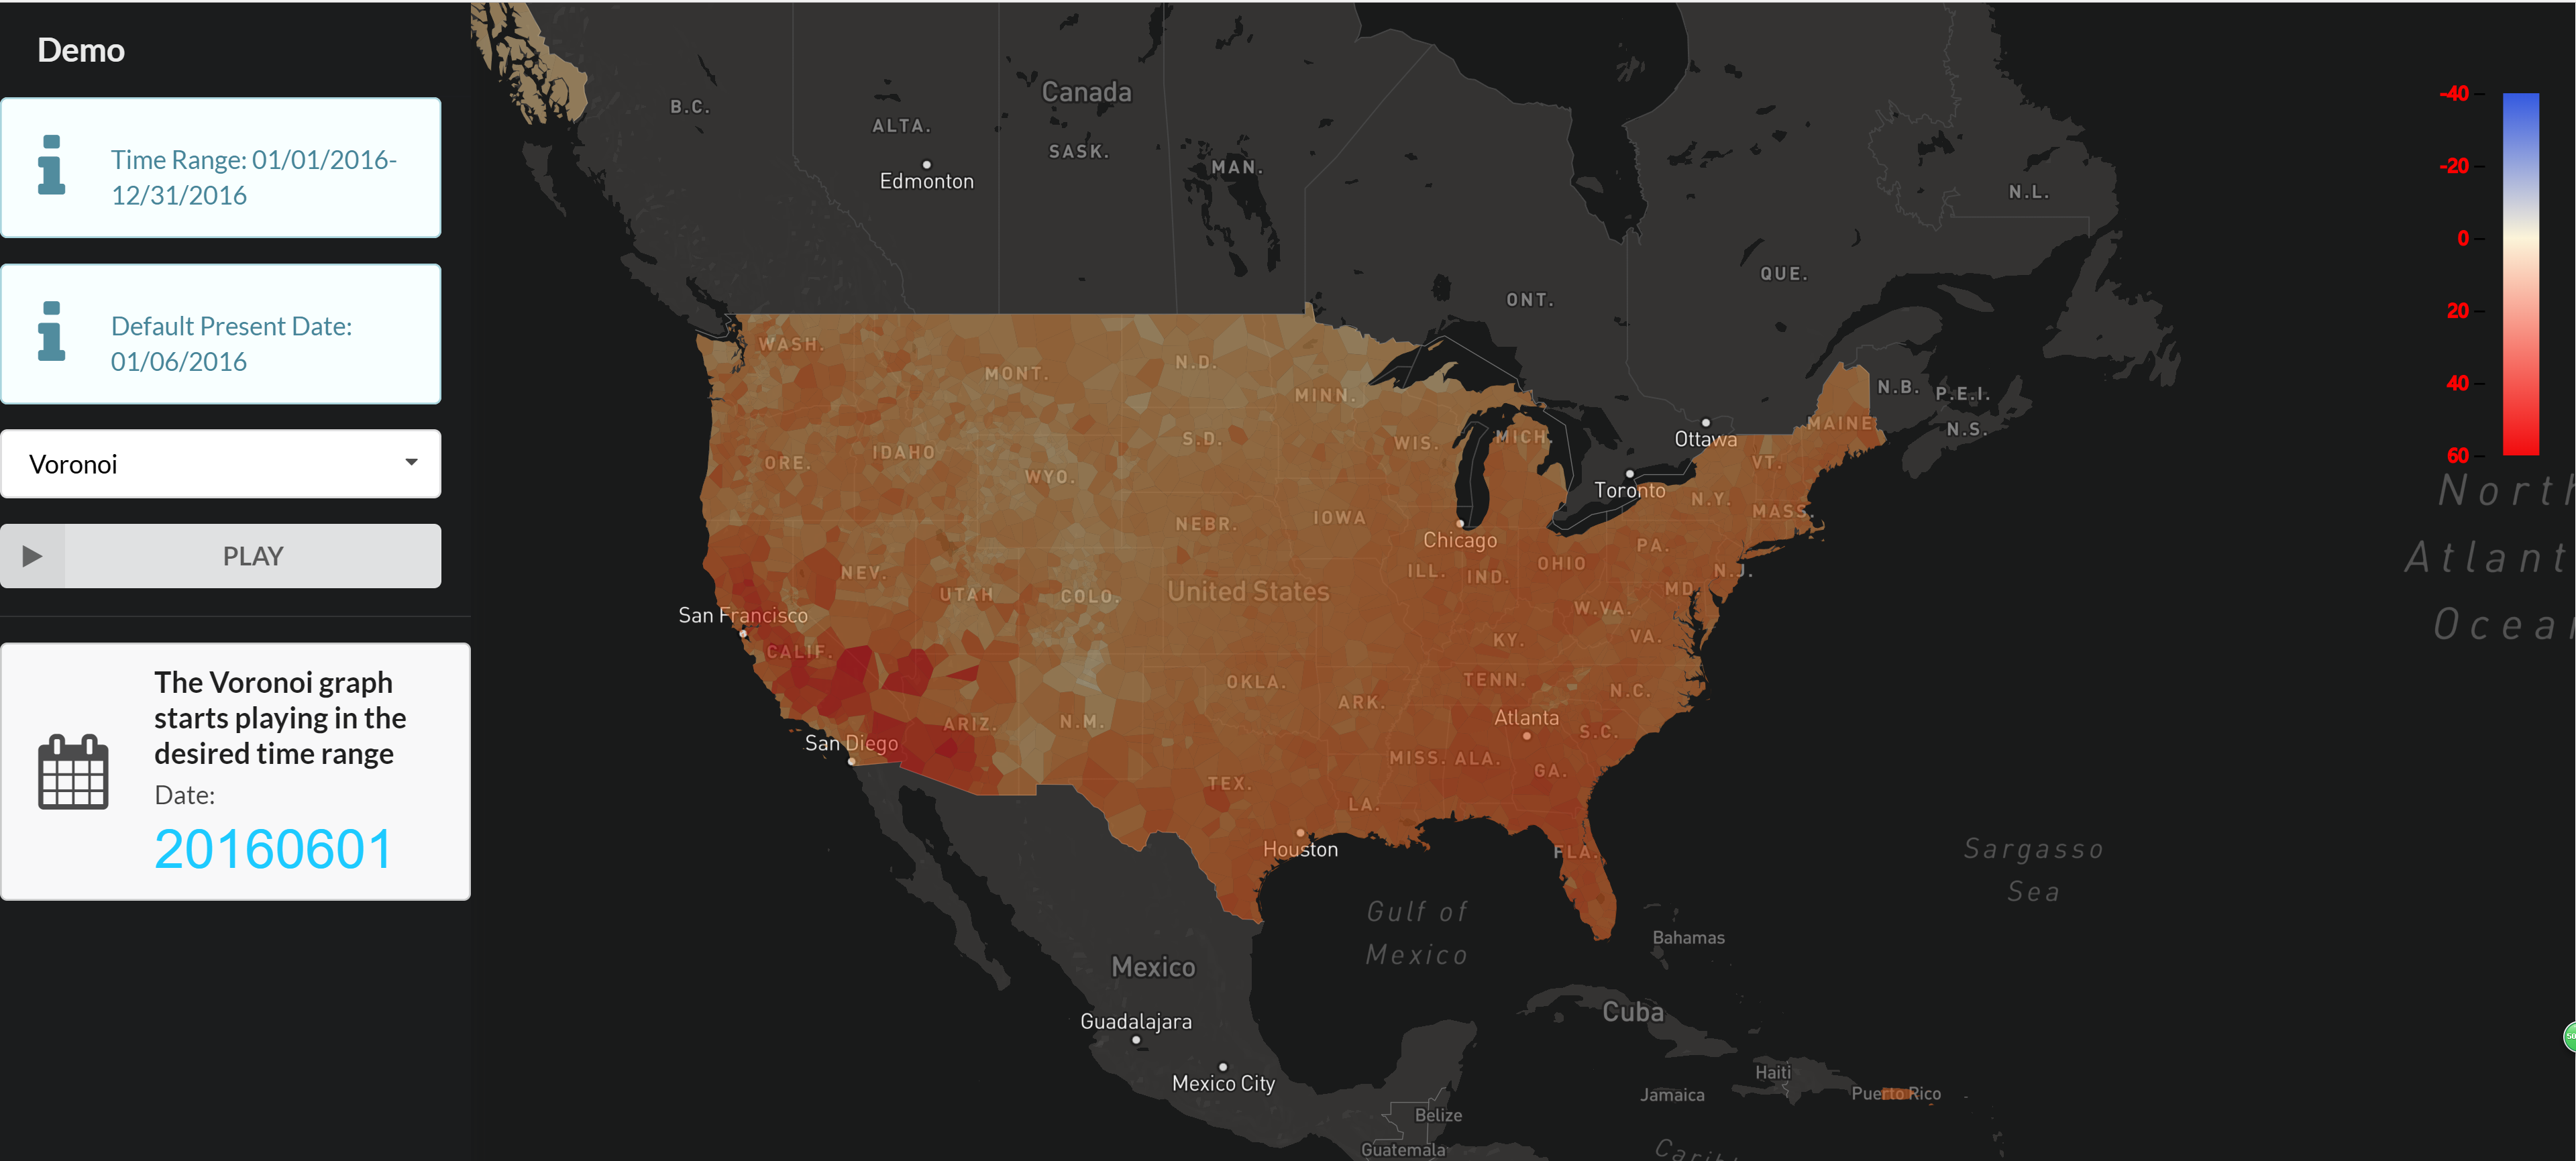 Demo
Time Range: 01/01/2016-
12/31/2016
Default Present Date:
01/06/2016
Voronoi
PLAY
The Voronoi graph
starts playing in the
desired time range
Date:
20160601
Canada
B.C.
ALTA.
SASK.
MAN.
Edmonton
N.L.
QUE.
ONT.
N.B.
P.E.I.
N.S.
Ottawa
Toronto
WASH.
MONT.
N.D.
MINN.
MAINE
ORE.
IDAHO
WYO.
S.D.
WIS.
MICH.
VT.
N.Y.
MASS.
NEBR.
IOWA
Chicago
PA.
NEV.
UTAH
COLO.
United States
ILL.
IND.
OHIO
N.J.
MD.
W.VA.
VA.
KY.
San Francisco
CALIF.
OKLA.
TENN.
N.C.
ARK.
ARIZ.
N.M.
Atlanta
S.C.
San Diego
MISS.
ALA.
GA.
TEX.
LA.
Houston
FLA.
Gulf of
Mexico
Sargasso
Sea
Bahamas
Mexico
Cuba
Guadalajara
Mexico City
Haiti
Jamaica
Puerto Rico
Belize
Guatemala
-40
-20
0
20
40
60
North
Atlant
Ocean